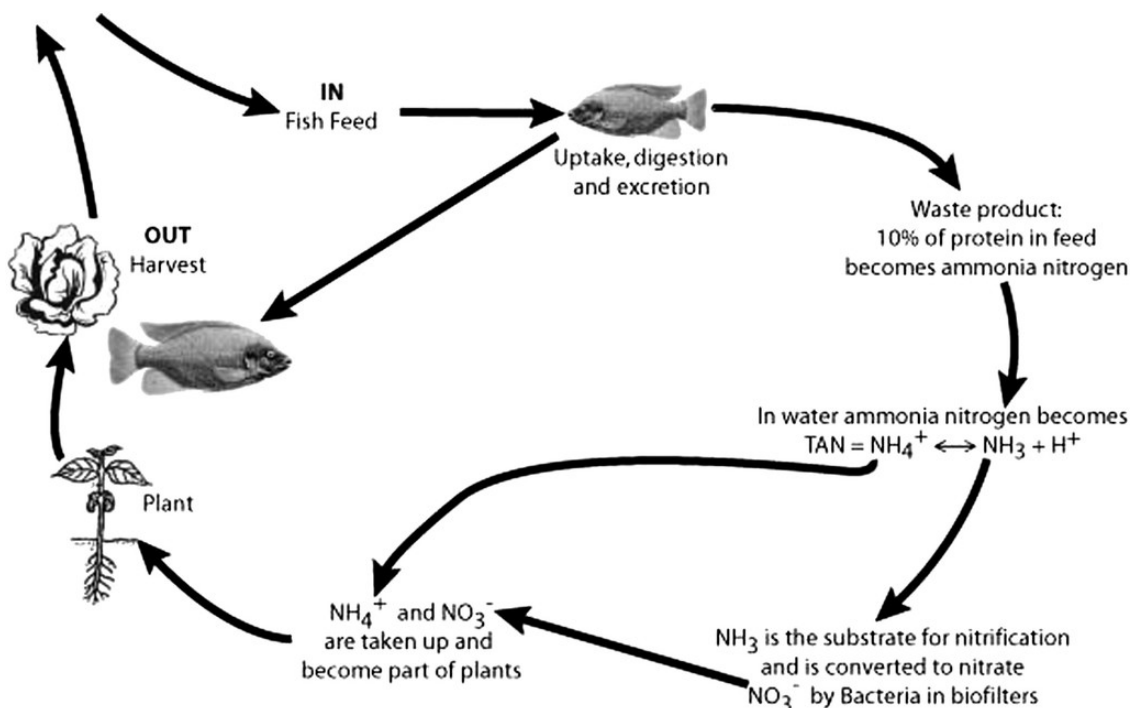 IN
Fish Feed
Uptake, digestion
and excretion
Waste product:
10% of protein in feed
becomes ammonia nitrogen
OUT
Harvest
In water ammonia nitrogen becomes
TAN = NH₄⁺ ↔ NH₃ + H⁺
Plant
NH₄⁺ and NO₃⁻
are taken up and
become part of plants
NH₃ is the substrate for nitrification
and is converted to nitrate
NO₃⁻ by Bacteria in biofilters